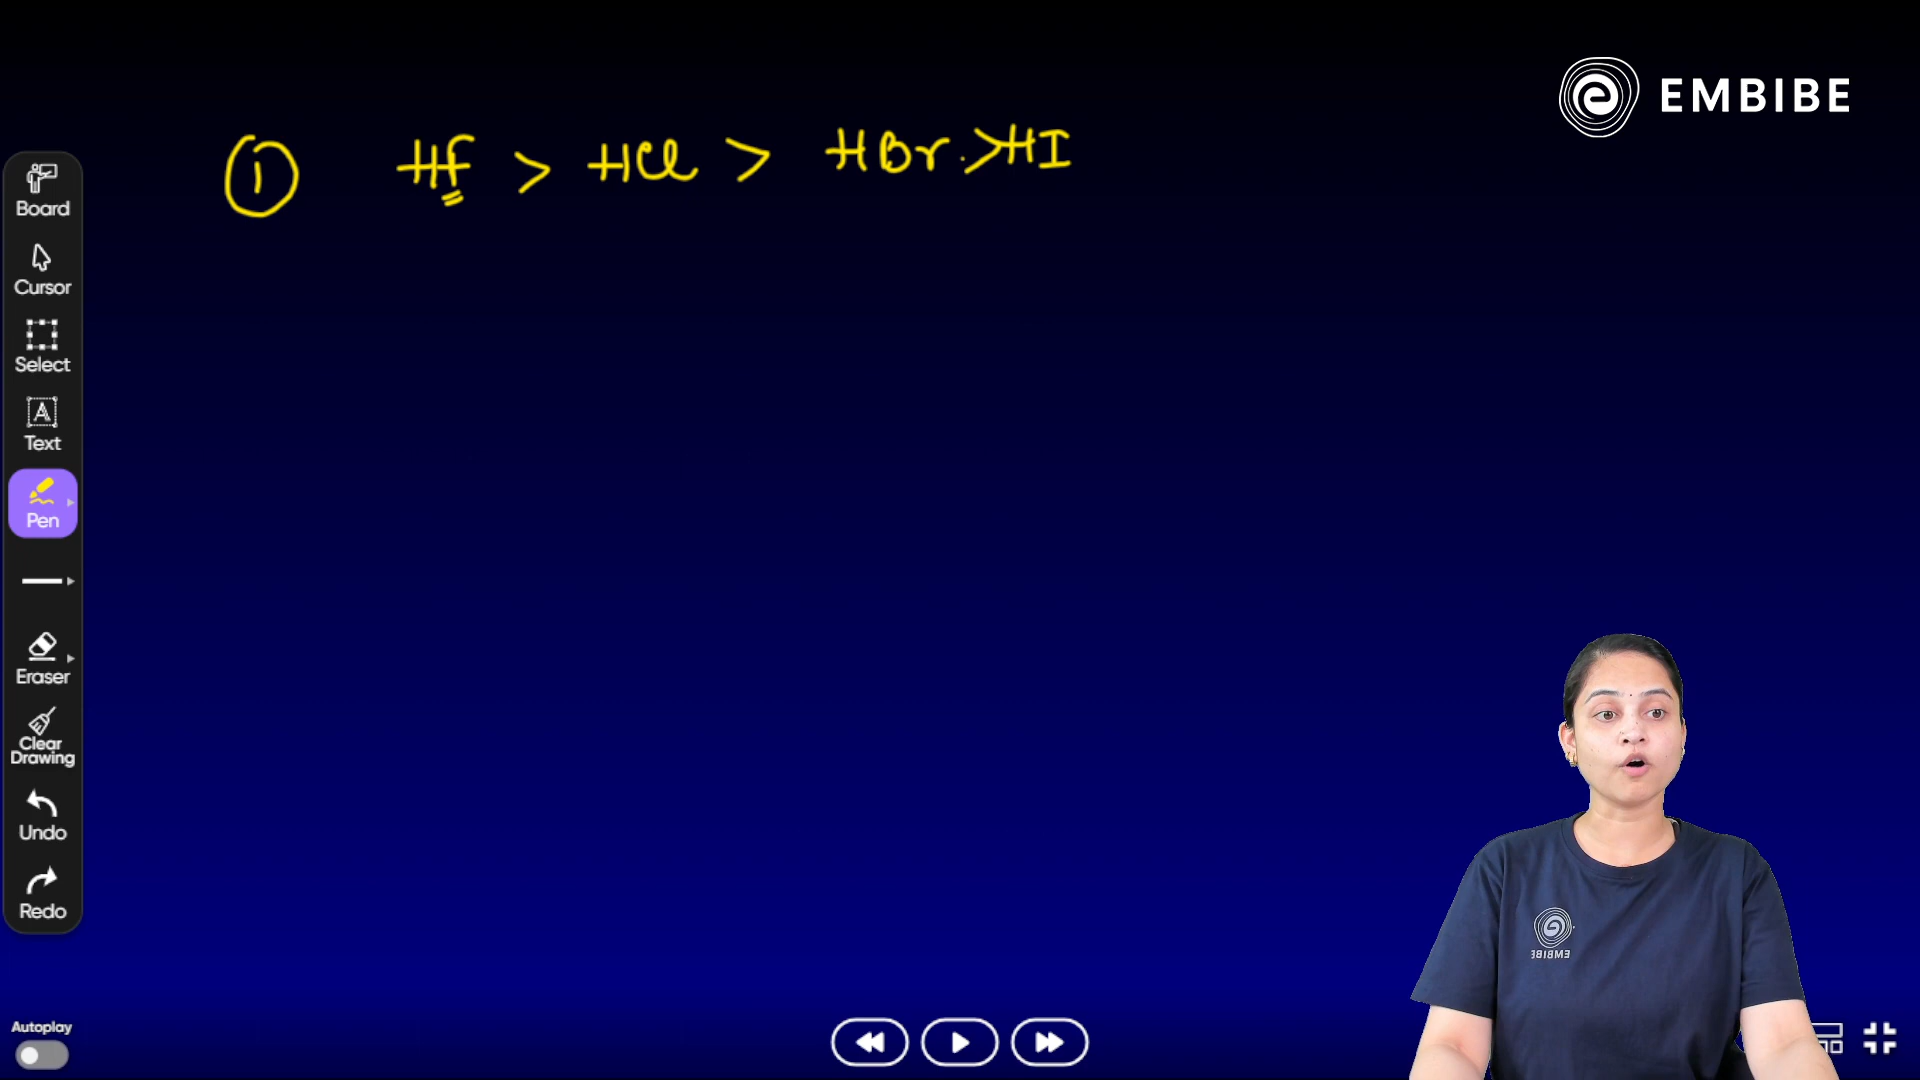 EMBIBE
① Hf > HCl > HBr. > HI
Board
Cursor
Select
Text
Pen
Eraser
Clear
Drawing
Undo
Redo
Autoplay
EMBIBE